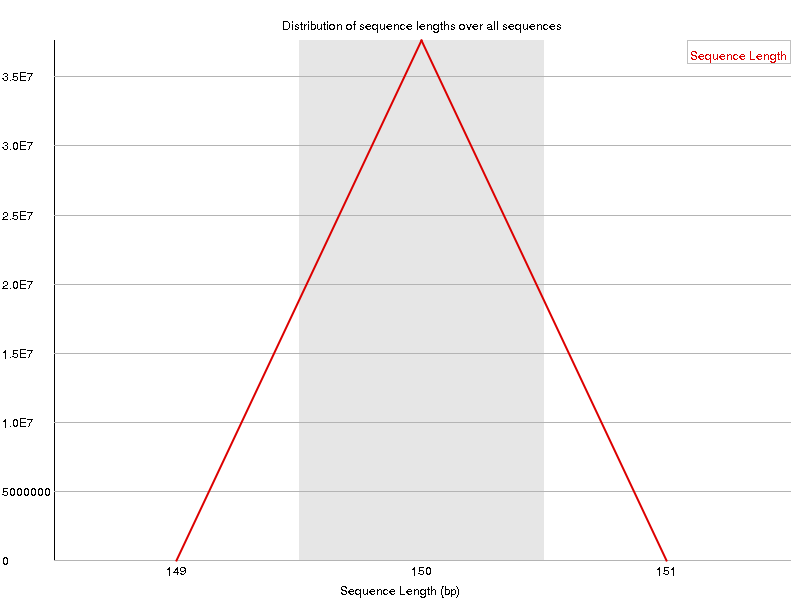 Distribution of sequence lengths over all sequences
Sequence Length
3.5E7
3.0E7
2.5E7
2.0E7
1.5E7
1.0E7
5000000
0
149 150 151
Sequence Length (bp)